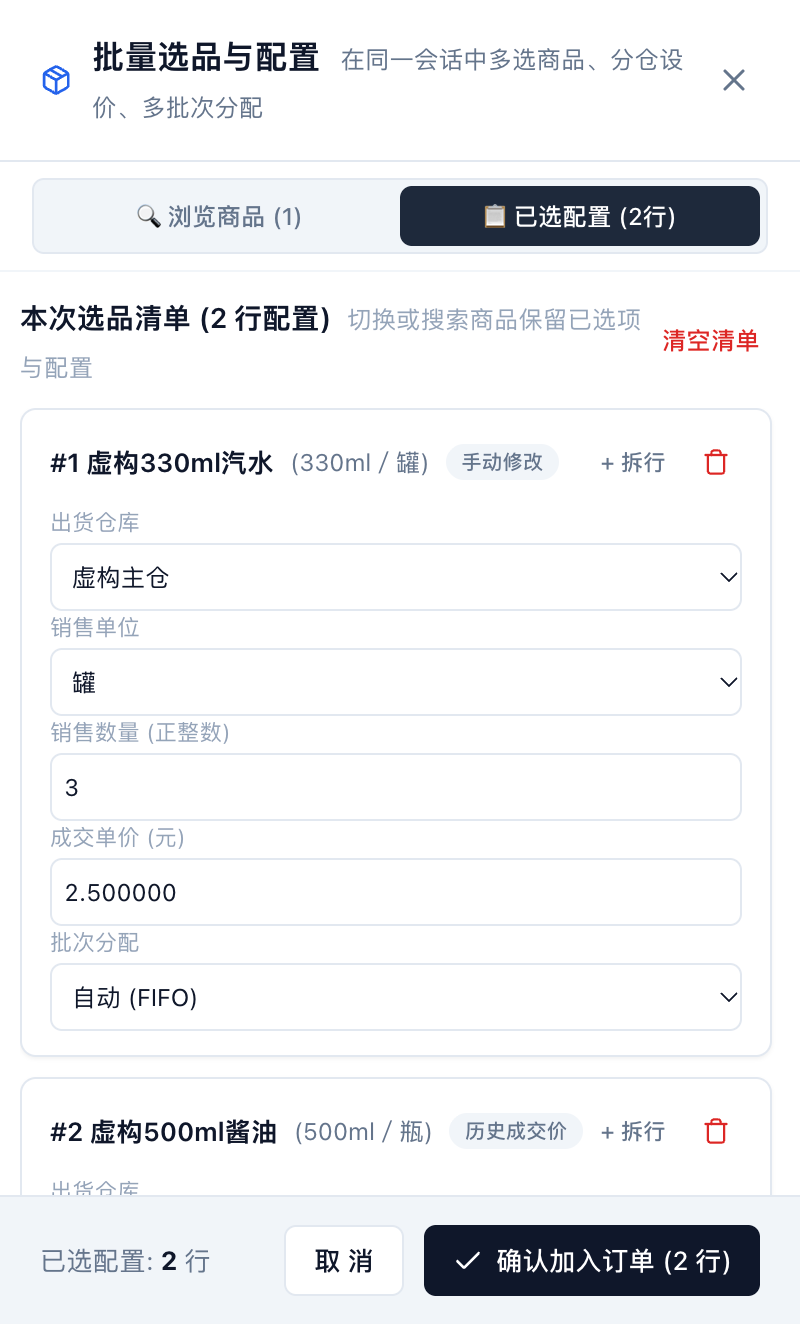 批量选品与配置 在同一会话中多选商品、分仓设
价、多批次分配
🔍 浏览商品 (1)
📋 已选配置 (2行)
本次选品清单 (2 行配置) 切换或搜索商品保留已选项
与配置
清空清单
#1 虚构330ml汽水 (330ml / 罐) 手动修改 + 拆行
出货仓库
虚构主仓
销售单位
罐
销售数量 (正整数)
3
成交单价 (元)
2.500000
批次分配
自动 (FIFO)
#2 虚构500ml酱油 (500ml / 瓶) 历史成交价 + 拆行
出货仓库
已选配置: 2 行
取 消
确认加入订单 (2 行)